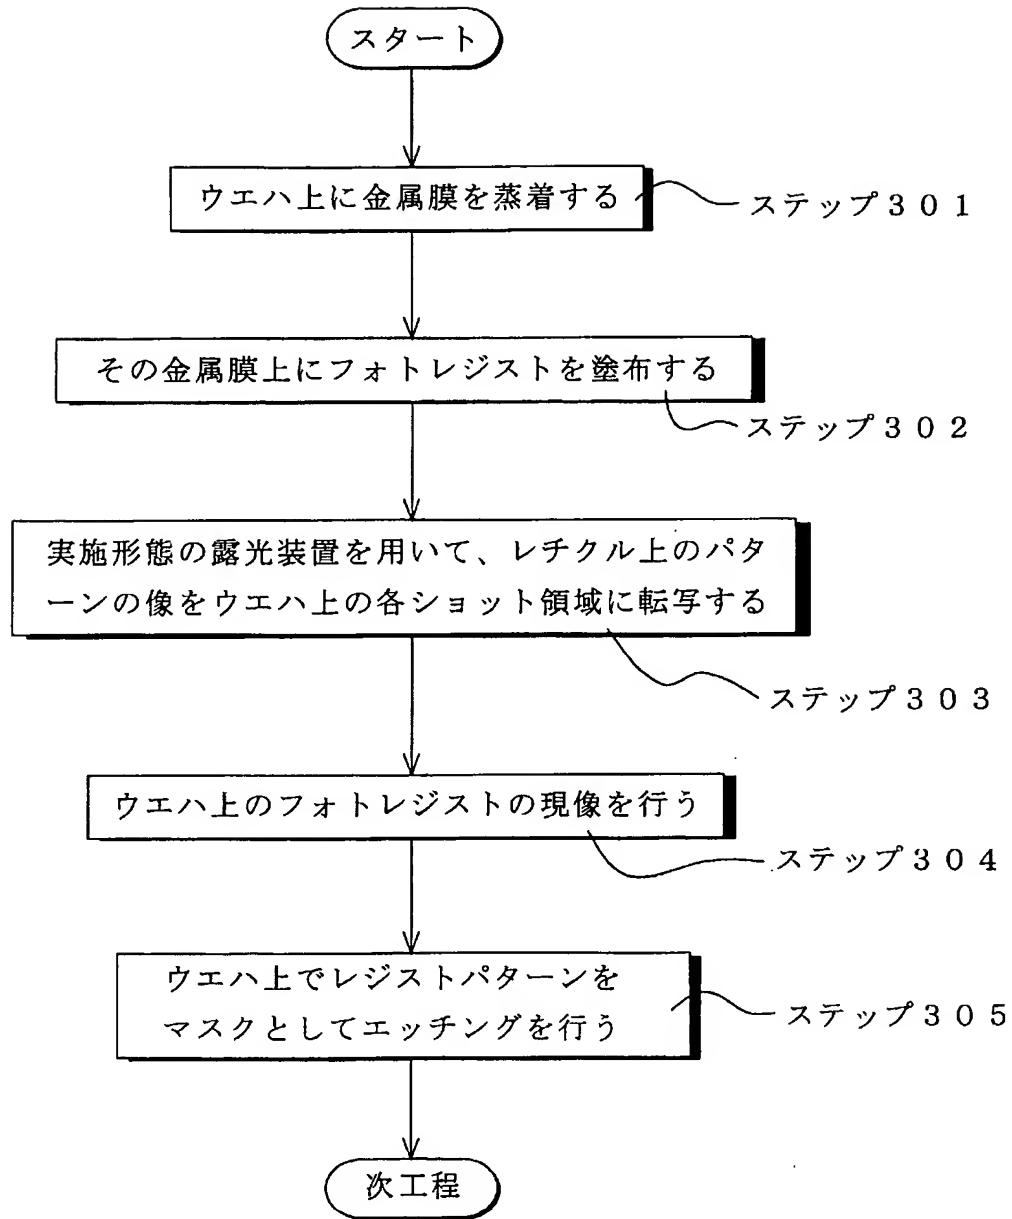 スタート
ウエハ上に金属膜を蒸着する
ステップ301
その金属膜上にフォトレジストを塗布する
ステップ302
実施形態の露光装置を用いて、レチクル上のパタ
ーンの像をウエハ上の各ショット領域に転写する
ステップ303
ウエハ上のフォトレジストの現像を行う
ステップ304
ウエハ上でレジストパターンを
マスクとしてエッチングを行う
ステップ305
次工程